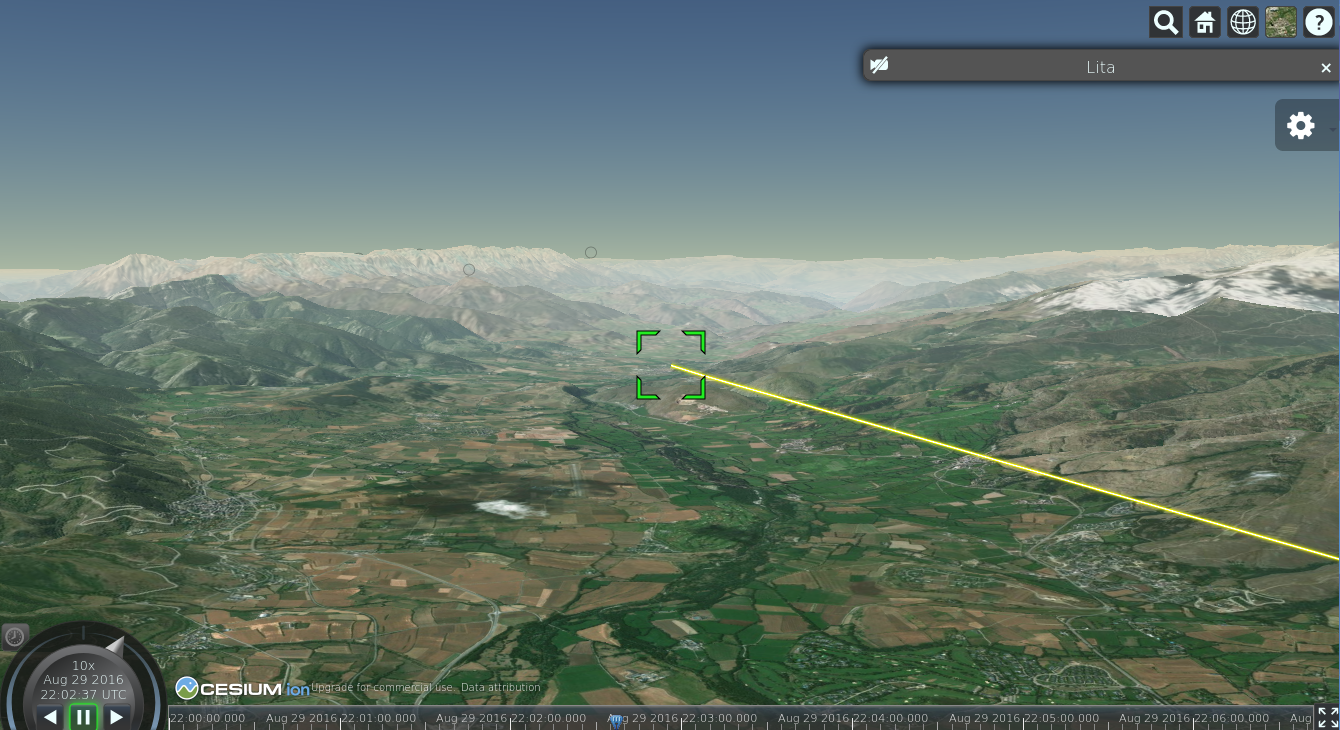 Lita
10x
Aug 29 2016
22:02:37 UTC
CESIUM ion Upgrade for commercial use. Data attribution
22:00:00.000 Aug 29 2016 22:01:00.000 Aug 29 2016 22:02:00.000 Aug 29 2016 22:03:00.000 Aug 29 2016 22:04:00.000 Aug 29 2016 22:05:00.000 Aug 29 2016 22:06:00.000 Aug